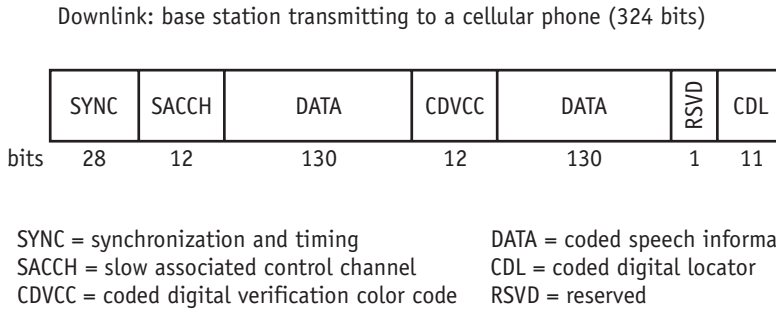 Downlink: base station transmitting to a cellular phone (324 bits)
SYNC SACCH DATA CDVCC DATA RSVD CDL
bits 28 12 130 12 130 1 11
SYNC = synchronization and timing DATA = coded speech informa
SACCH = slow associated control channel CDL = coded digital locator
CDVCC = coded digital verification color code RSVD = reserved